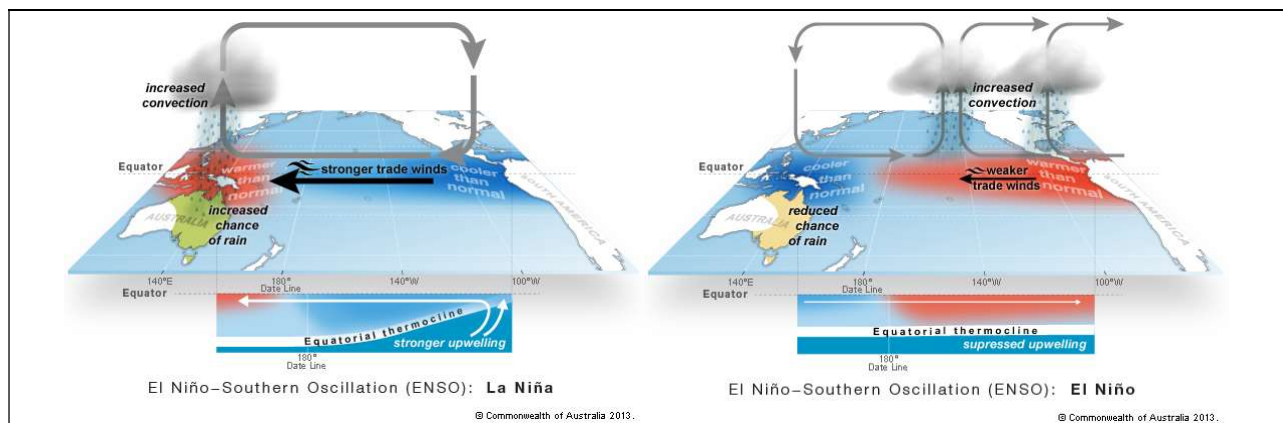 increased
convection
Equator
stronger trade winds
warmer
than
normal
cooler
than
normal
AUSTRALIA
increased
chance
of rain
SOUTH AMERICA
140°E
180°
Date Line
140°W
100°W
Equator
Equatorial thermocline
stronger upwelling
180°
Date Line
El Niño–Southern Oscillation (ENSO): La Niña
© Commonwealth of Australia 2013.
increased
convection
Equator
cooler
than
normal
weaker
trade winds
warmer
than
normal
AUSTRALIA
reduced
chance
of rain
SOUTH AMERICA
140°E
180°
Date Line
140°W
100°W
Equator
Equatorial thermocline
supressed upwelling
180°
Date Line
El Niño–Southern Oscillation (ENSO): El Niño
© Commonwealth of Australia 2013.